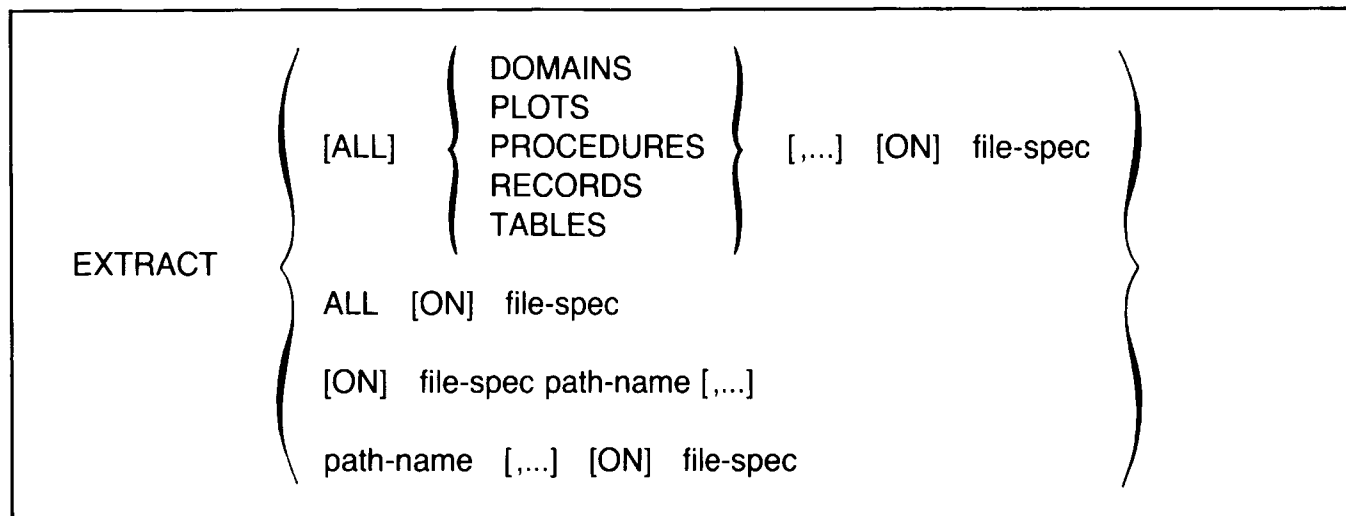 DOMAINS
PLOTS
[ALL] PROCEDURES [,...] [ON] file-spec
RECORDS
TABLES
EXTRACT
ALL [ON] file-spec
[ON] file-spec path-name [,...]
path-name [,...] [ON] file-spec